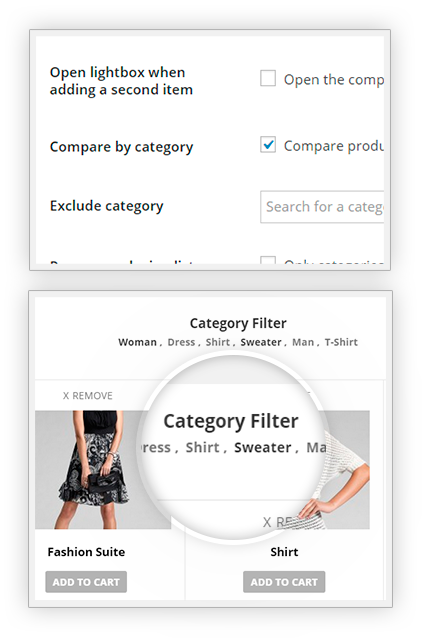 Open lightbox when
adding a second item
Open the comp
Compare by category
Compare produ
Exclude category
Search for a categ
Only categories
Category Filter
Woman , Dress , Shirt , Sweater , Man , T-Shirt
X REMOVE
Category Filter
ress , Shirt , Sweater , Ma
X RE
Fashion Suite
Shirt
ADD TO CART
ADD TO CART